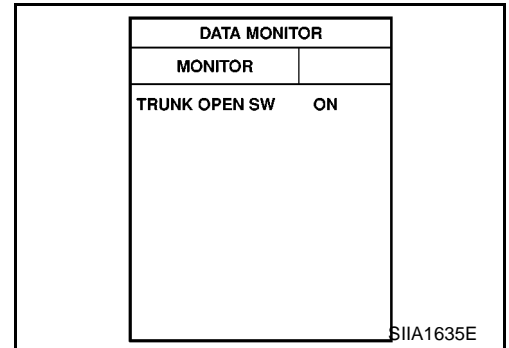 DATA MONITOR
MONITOR
TRUNK OPEN SW ON
SIIA1635E